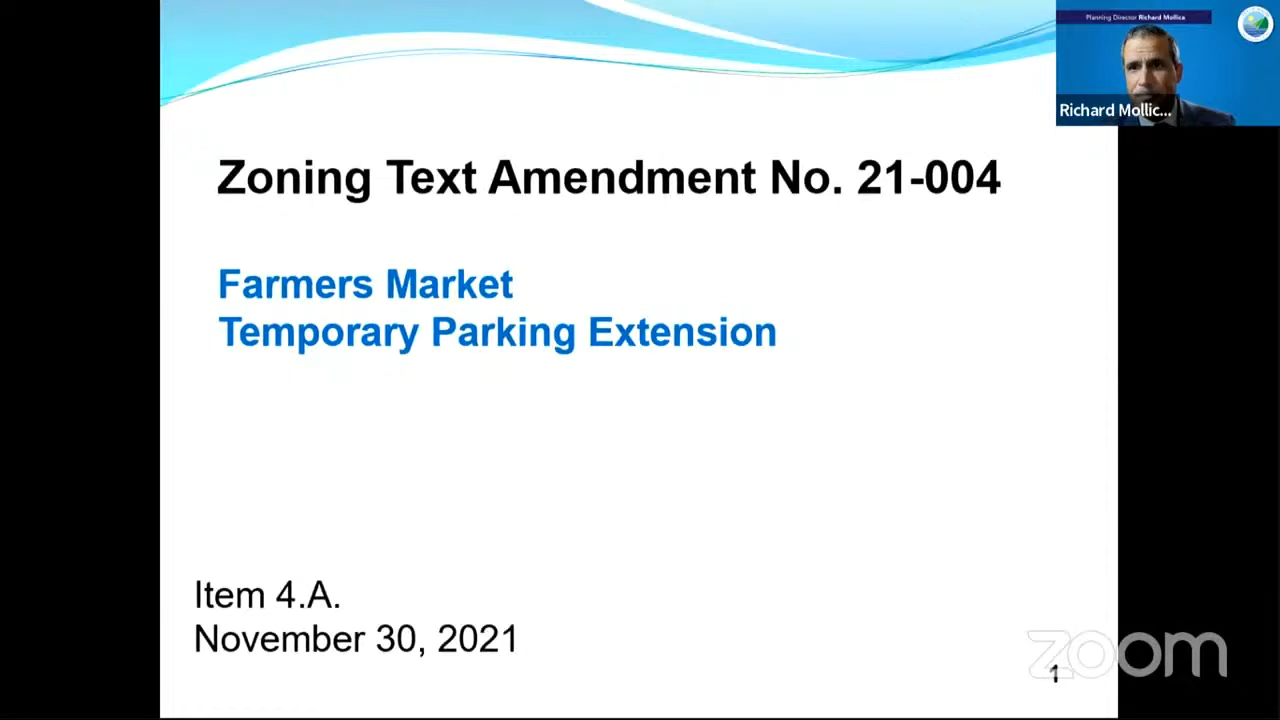 Planning Director Richard Mollica
Richard Mollic...
Zoning Text Amendment No. 21-004
Farmers Market
Temporary Parking Extension
Item 4.A.
November 30, 2021
zoom
1